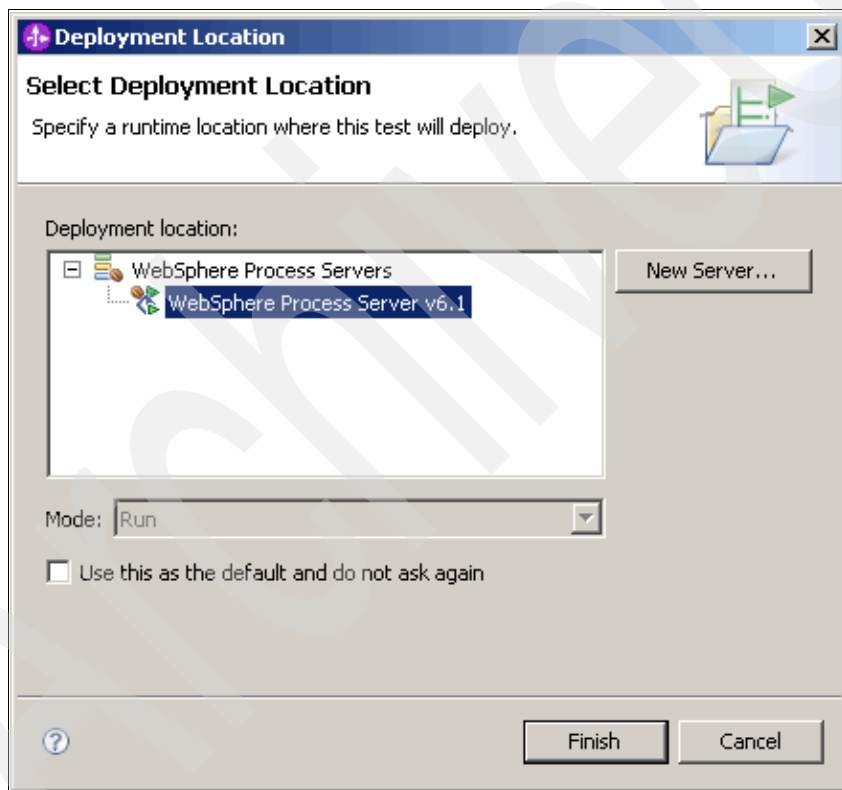 Deployment Location
Select Deployment Location
Specify a runtime location where this test will deploy.
Deployment location:
WebSphere Process Servers
New Server...
WebSphere Process Server v6.1
Mode: Run
Use this as the default and do not ask again
Finish
Cancel